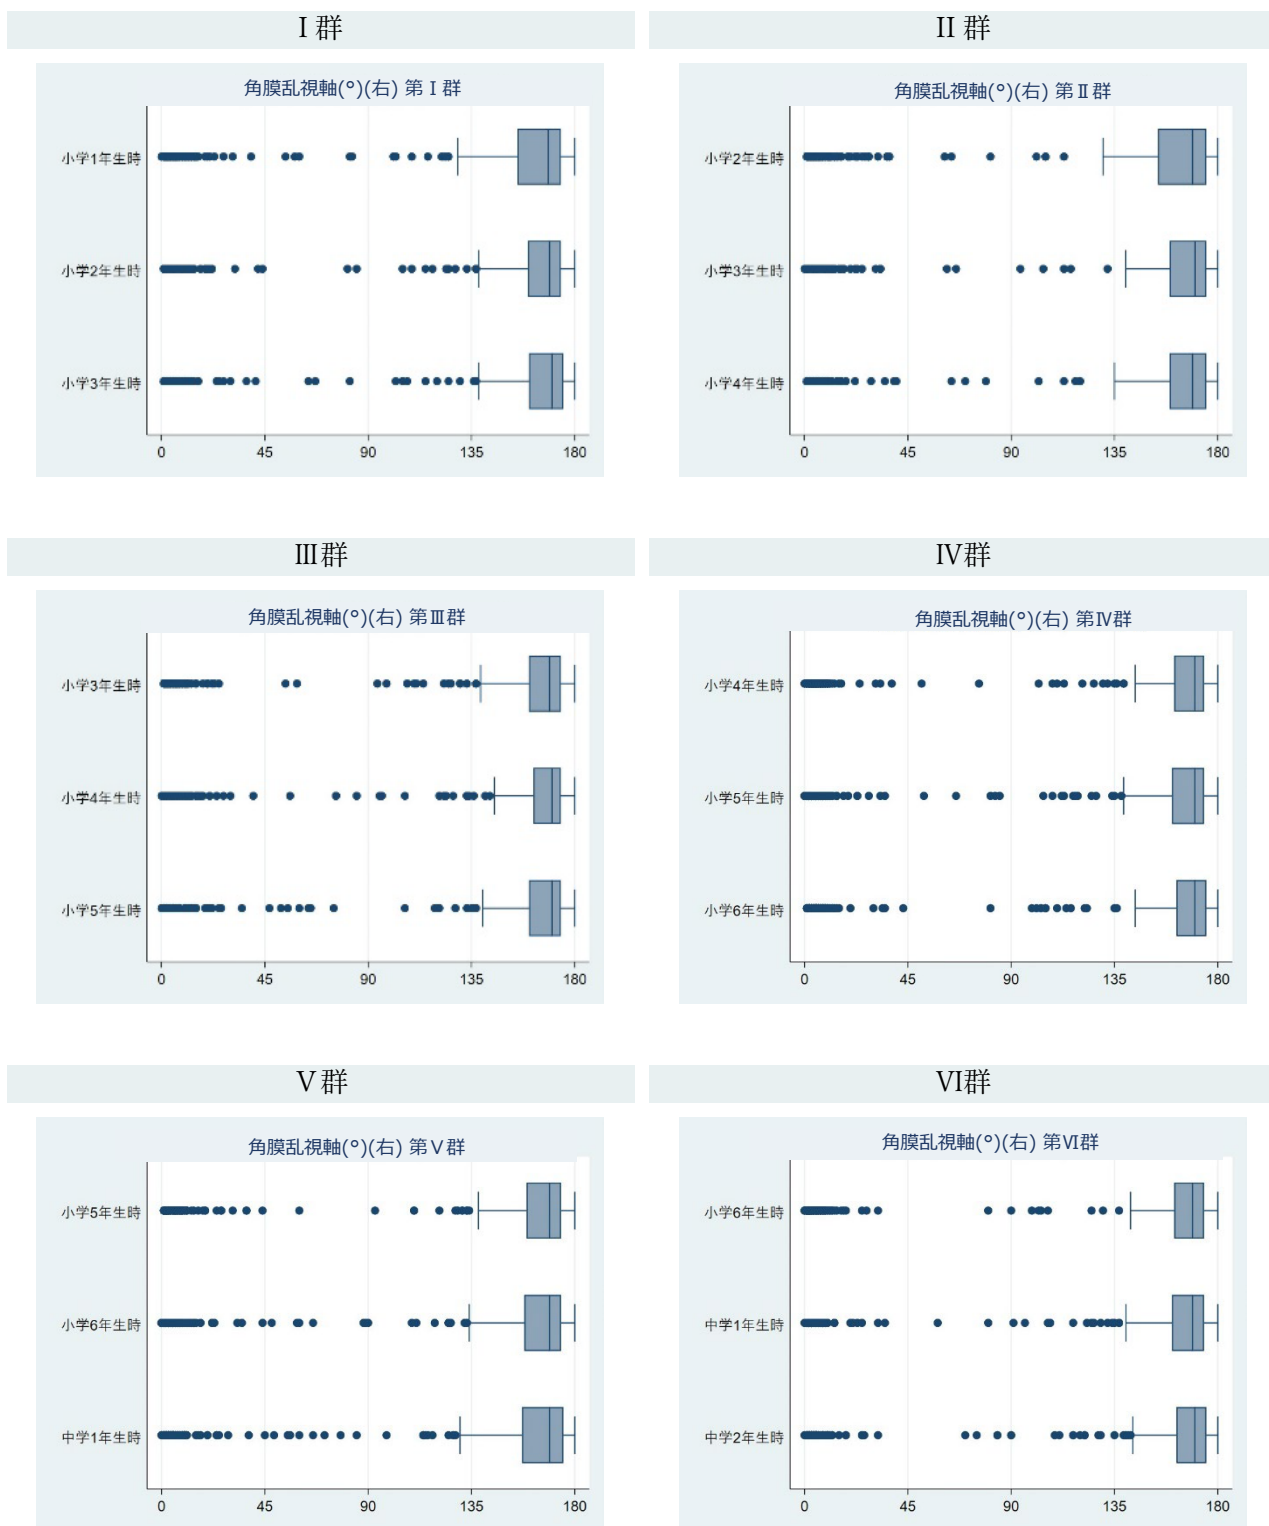 I 群
角膜乱視軸(°)(右) 第Ⅰ群
小学1年生時
小学2年生時
小学3年生時
0 45 90 135 180
II 群
角膜乱視軸(°)(右) 第Ⅱ群
小学2年生時
小学3年生時
小学4年生時
0 45 90 135 180
Ⅲ群
角膜乱視軸(°)(右) 第Ⅲ群
小学3年生時
小学4年生時
小学5年生時
0 45 90 135 180
Ⅳ群
角膜乱視軸(°)(右) 第Ⅳ群
小学4年生時
小学5年生時
小学6年生時
0 45 90 135 180
Ⅴ群
角膜乱視軸(°)(右) 第Ⅴ群
小学5年生時
小学6年生時
中学1年生時
0 45 90 135 180
Ⅵ群
角膜乱視軸(°)(右) 第Ⅵ群
小学6年生時
中学1年生時
中学2年生時
0 45 90 135 180